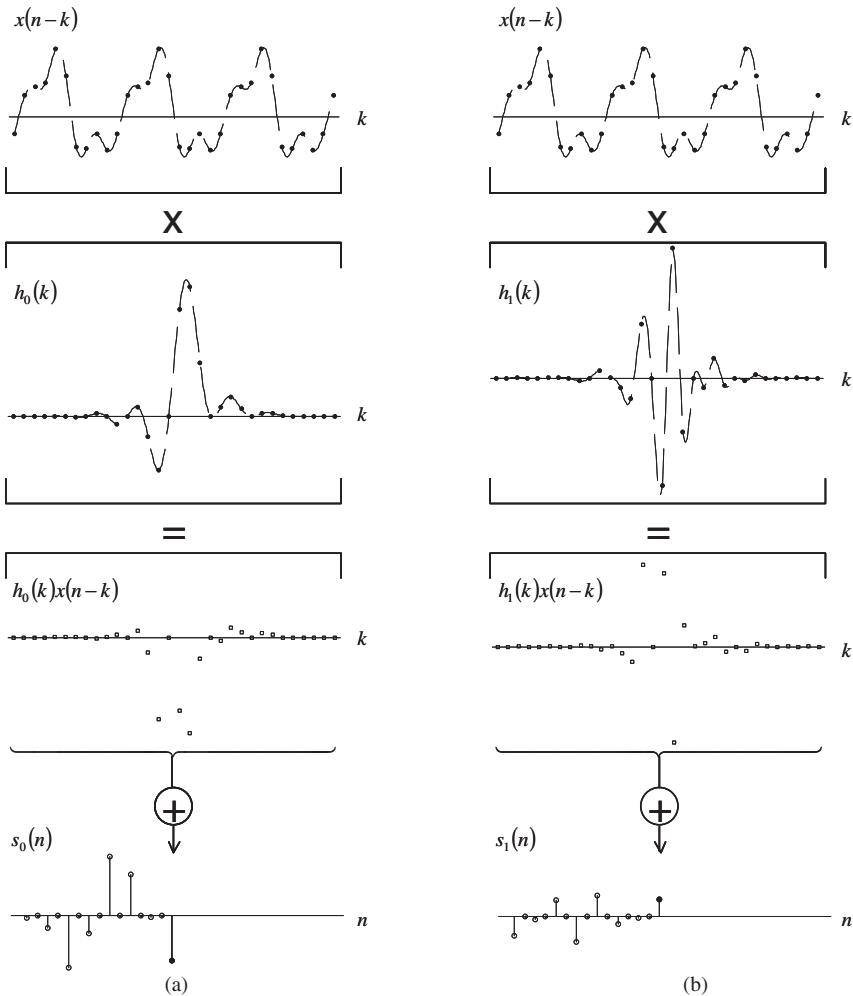 x(n−k) x(n−k)
k k
X X
h₀(k) h₁(k)
k k
= =
h₀(k)x(n−k) h₁(k)x(n−k)
k k
+ +
s₀(n) s₁(n)
n n
(a) (b)